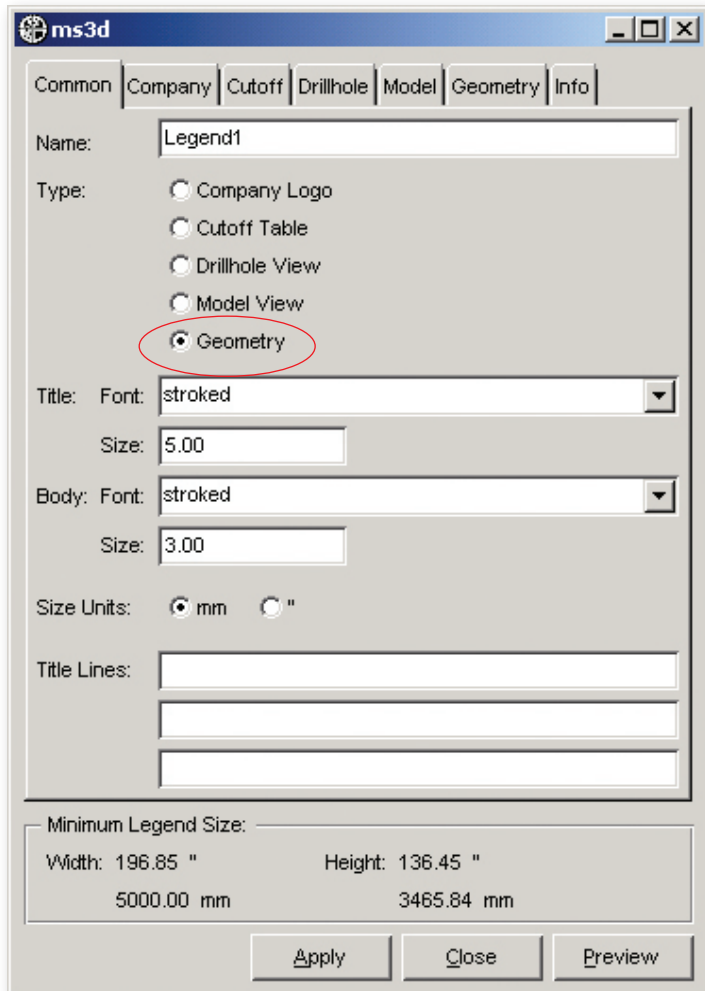 ms3d
Common Company Cutoff Drillhole Model Geometry Info
Name: Legend1
Type: Company Logo
Cutoff Table
Drillhole View
Model View
Geometry
Title: Font: stroked
Size: 5.00
Body: Font: stroked
Size: 3.00
Size Units: mm "
Title Lines:
Minimum Legend Size:
Width: 196.85 " Height: 136.45 "
5000.00 mm 3465.84 mm
Apply Close Preview